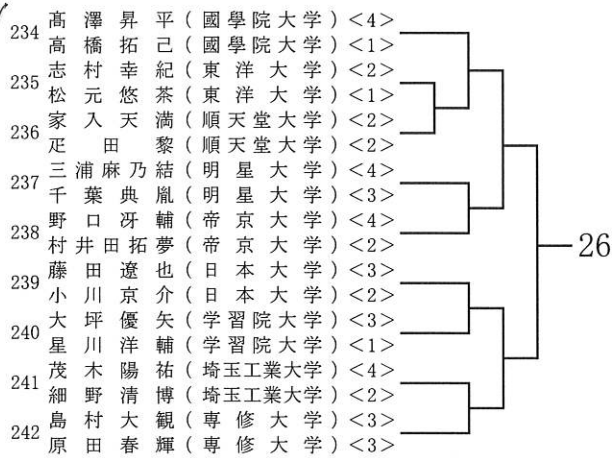 234
髙澤昇平(國學院大学)<4>
高橋拓己(國學院大学)<1>
235
志村幸紀(東洋大学)<2>
松元悠茶(東洋大学)<1>
236
家入天満(順天堂大学)<2>
疋田黎(順天堂大学)<2>
237
三浦麻乃結(明星大学)<4>
千葉典胤(明星大学)<3>
238
野口冴輔(帝京大学)<4>
村井田拓夢(帝京大学)<2>
239
藤田遼也(日本大学)<3>
小川京介(日本大学)<2>
240
大坪優矢(学習院大学)<3>
星川洋輔(学習院大学)<1>
241
茂木陽祐(埼玉工業大学)<4>
細野清博(埼玉工業大学)<2>
242
島村大観(専修大学)<3>
原田春輝(専修大学)<3>
26